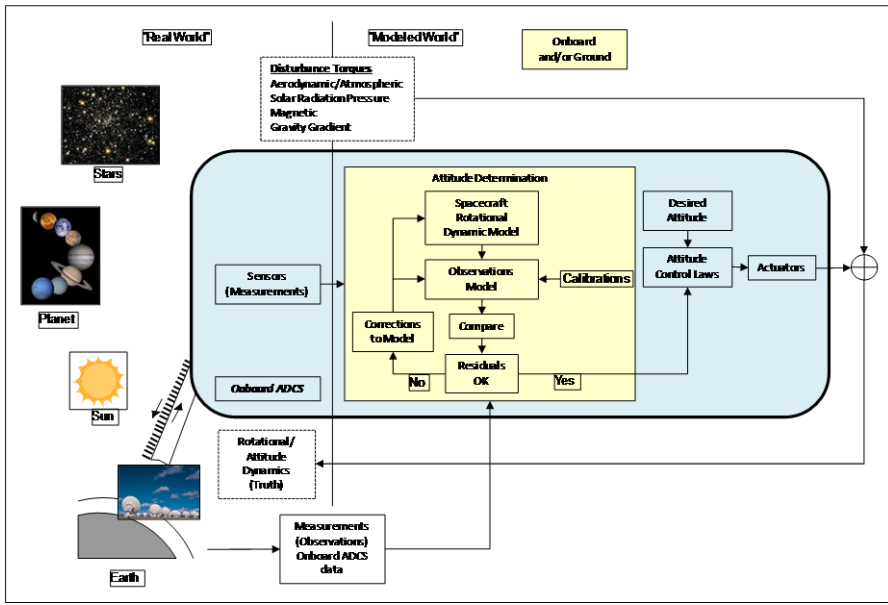 "Real World"
"Modeled World"
Onboard
and/or Ground
Disturbance Torques
Aerodynamic/Atmospheric
Solar Radiation Pressure
Magnetic
Gravity Gradient
Stars
Attitude Determination
Spacecraft
Rotational
Dynamic Model
Desired
Attitude
Sensors
(Measurements)
Observations
Model
Calibrations
Attitude
Control Laws
Actuators
Planet
Corrections
to Model
Compare
Residuals
OK
No
Yes
Onboard ADCS
Sun
Rotational/
Attitude
Dynamics
(Truth)
Measurements
(Observations)
Onboard ADCS
data
Earth